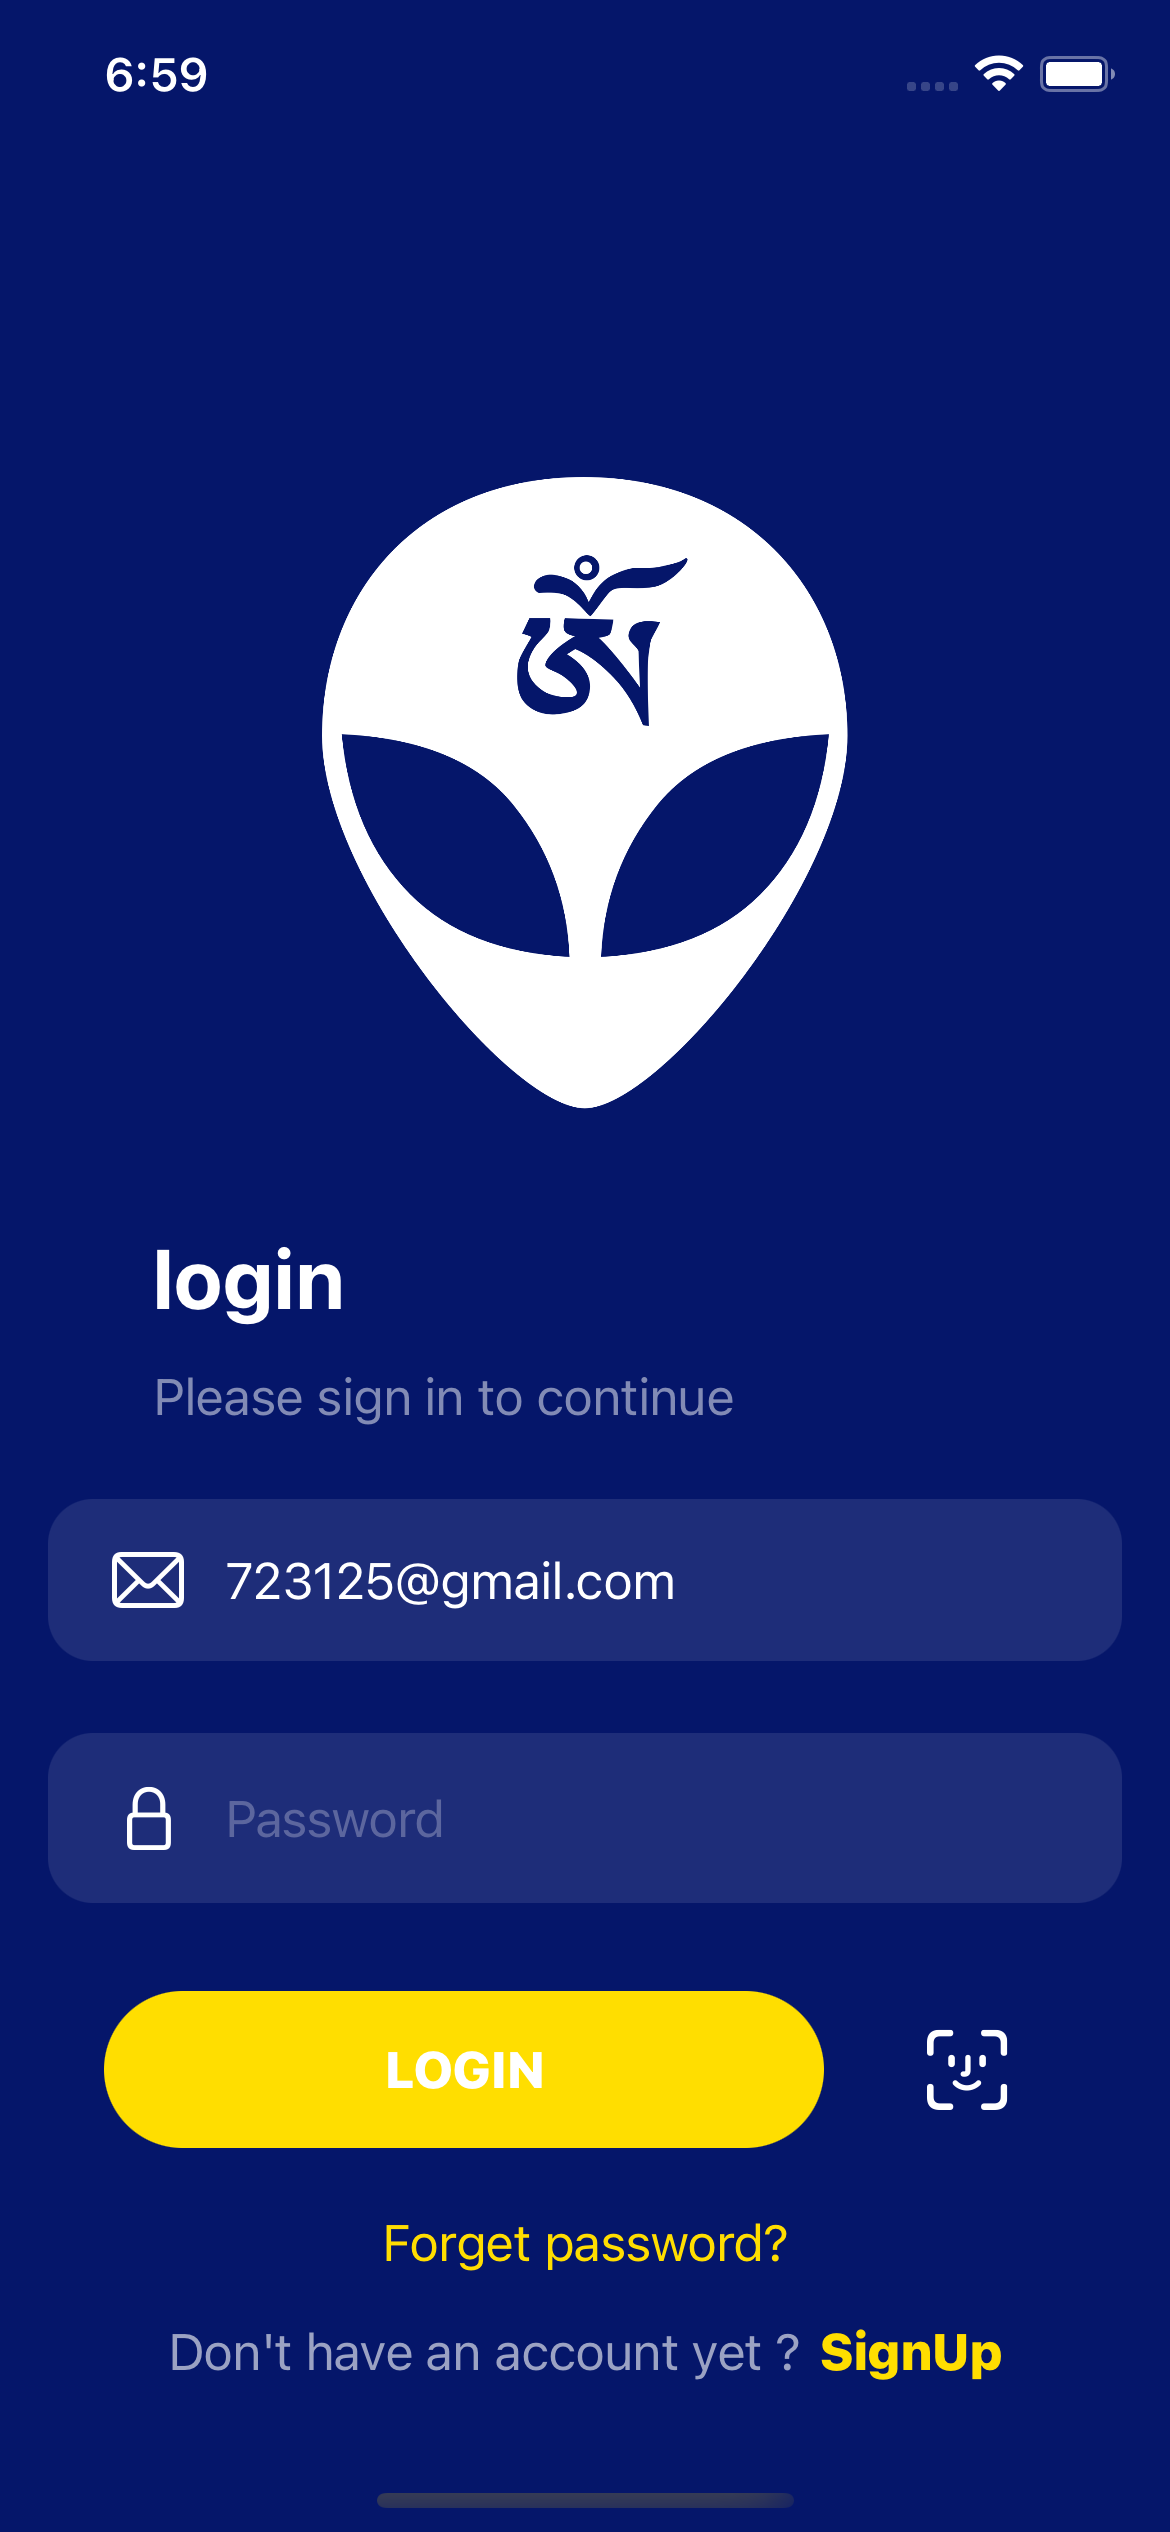 6:59
ༀ
login
Please sign in to continue
723125@gmail.com
Password
LOGIN
Forget password?
Don't have an account yet ? SignUp